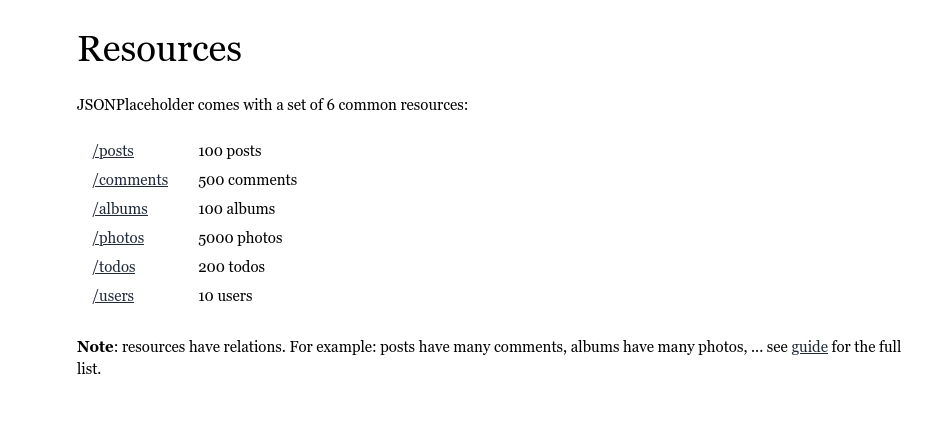 Resources
JSONPlaceholder comes with a set of 6 common resources:
/posts 100 posts
/comments 500 comments
/albums 100 albums
/photos 5000 photos
/todos 200 todos
/users 10 users
Note: resources have relations. For example: posts have many comments, albums have many photos, ... see guide for the full
list.